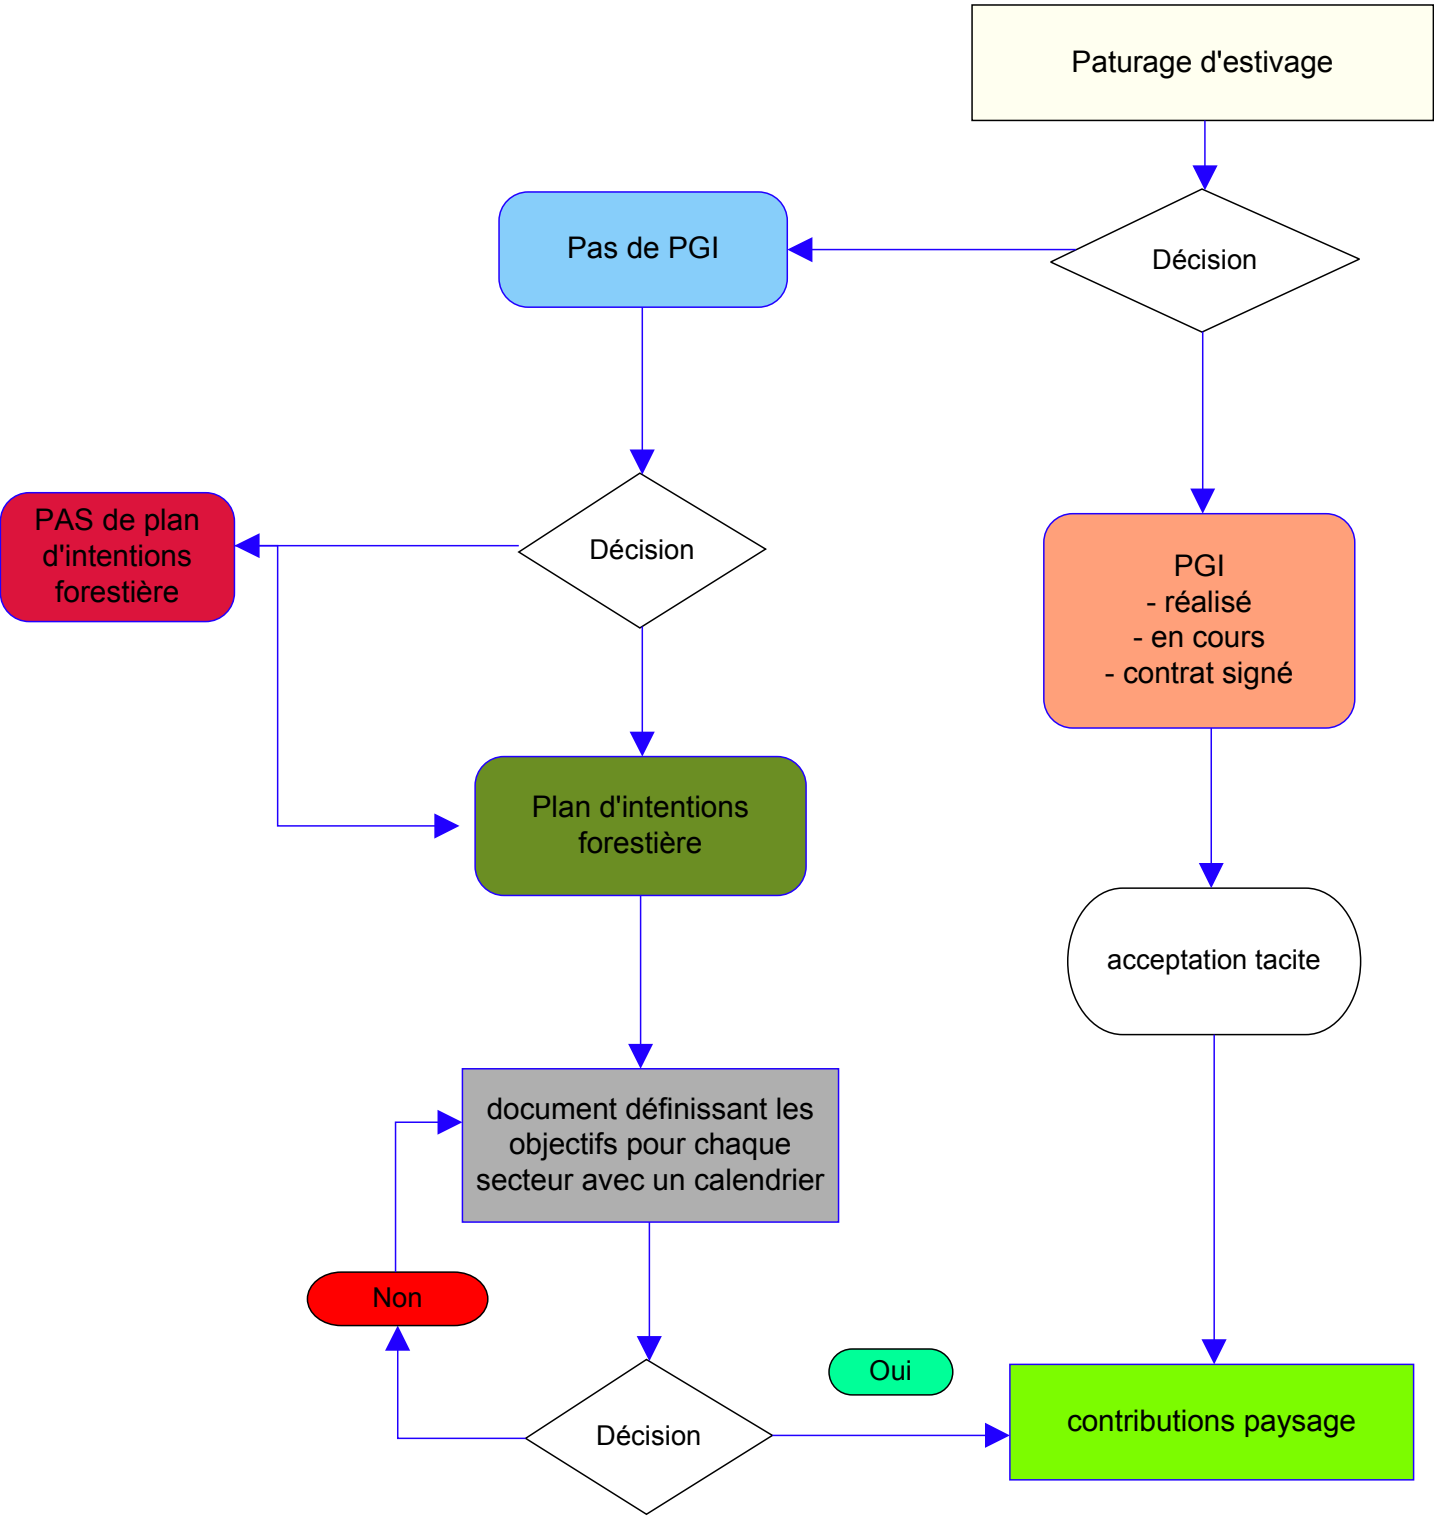 Paturage d'estivage
Décision
Pas de PGI
Décision
PAS de plan
d'intentions
forestière
PGI
- réalisé
- en cours
- contrat signé
Plan d'intentions
forestière
acceptation tacite
document définissant les
objectifs pour chaque
secteur avec un calendrier
Non
Oui
Décision
contributions paysage